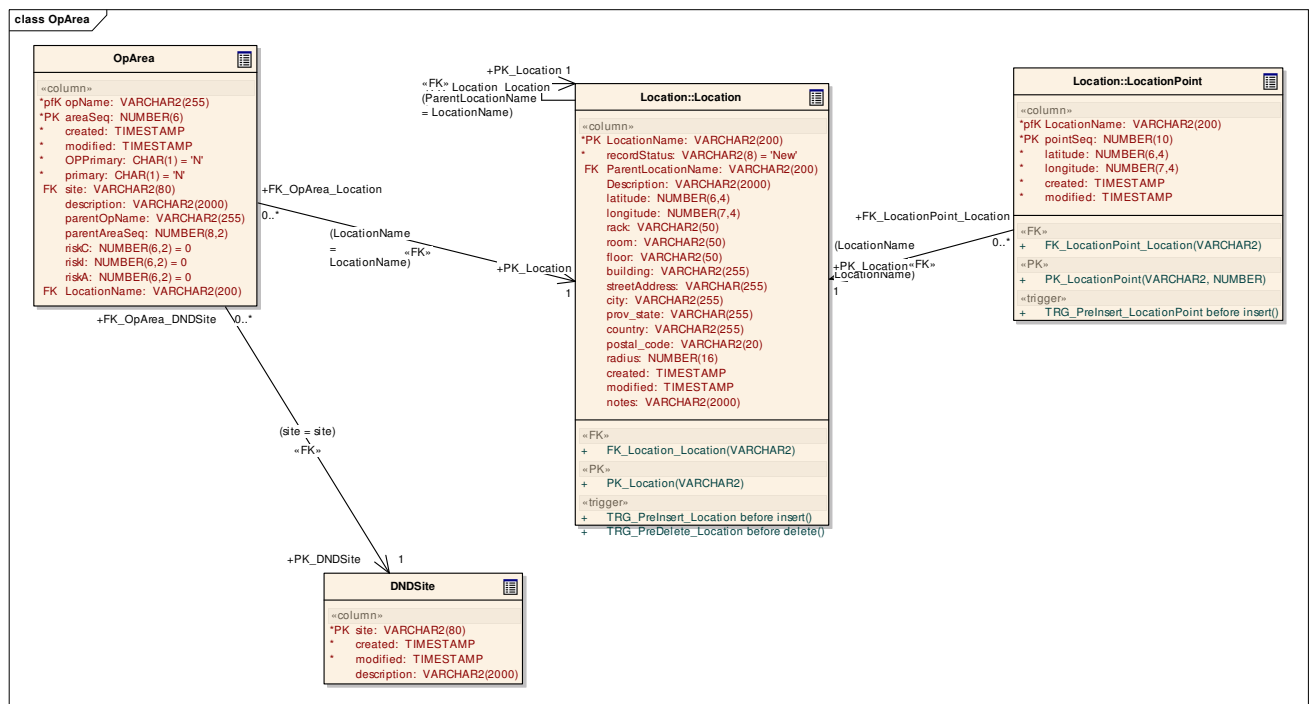 class OpArea
OpArea
«column»
*pfK opName: VARCHAR2(255)
*PK areaSeq: NUMBER(6)
* created: TIMESTAMP
* modified: TIMESTAMP
* OPPrimary: CHAR(1) = 'N'
* primary: CHAR(1) = 'N'
FK site: VARCHAR2(80)
description: VARCHAR2(2000)
parentOpName: VARCHAR2(255)
parentAreaSeq: NUMBER(8,2)
riskC: NUMBER(6,2) = 0
riskI: NUMBER(6,2) = 0
riskA: NUMBER(6,2) = 0
FK LocationName: VARCHAR2(200)
+FK_OpArea_Location
0..*
(LocationName
=
LocationName)
«FK»
+PK_Location
1
+FK_OpArea_DNDSite
0..*
(site = site)
«FK»
+PK_DNDSite
1
DNDSite
«column»
*PK site: VARCHAR2(80)
* created: TIMESTAMP
* modified: TIMESTAMP
description: VARCHAR2(2000)
+PK_Location 1
«FK»
Location_Location
(ParentLocationName
= LocationName)
Location::Location
«column»
*PK LocationName: VARCHAR2(200)
* recordStatus: VARCHAR2(8) = 'New'
FK ParentLocationName: VARCHAR2(200)
Description: VARCHAR2(2000)
latitude: NUMBER(6,4)
longitude: NUMBER(7,4)
rack: VARCHAR2(50)
room: VARCHAR2(50)
floor: VARCHAR2(50)
building: VARCHAR2(255)
streetAddress: VARCHAR(255)
city: VARCHAR2(255)
prov_state: VARCHAR(255)
country: VARCHAR2(255)
postal_code: VARCHAR2(20)
radius: NUMBER(16)
created: TIMESTAMP
modified: TIMESTAMP
notes: VARCHAR2(2000)
«FK»
+ FK_Location_Location(VARCHAR2)
«PK»
+ PK_Location(VARCHAR2)
«trigger»
+ TRG_PreInsert_Location before insert()
+ TRG_PreDelete_Location before delete()
+FK_LocationPoint_Location
0..*
(LocationName
+PK_Location
«FK»
LocationName)
1
Location::LocationPoint
«column»
*pfK LocationName: VARCHAR2(200)
*PK pointSeq: NUMBER(10)
* latitude: NUMBER(6,4)
* longitude: NUMBER(7,4)
* created: TIMESTAMP
* modified: TIMESTAMP
«FK»
+ FK_LocationPoint_Location(VARCHAR2)
«PK»
+ PK_LocationPoint(VARCHAR2, NUMBER)
«trigger»
+ TRG_PreInsert_LocationPoint before insert()